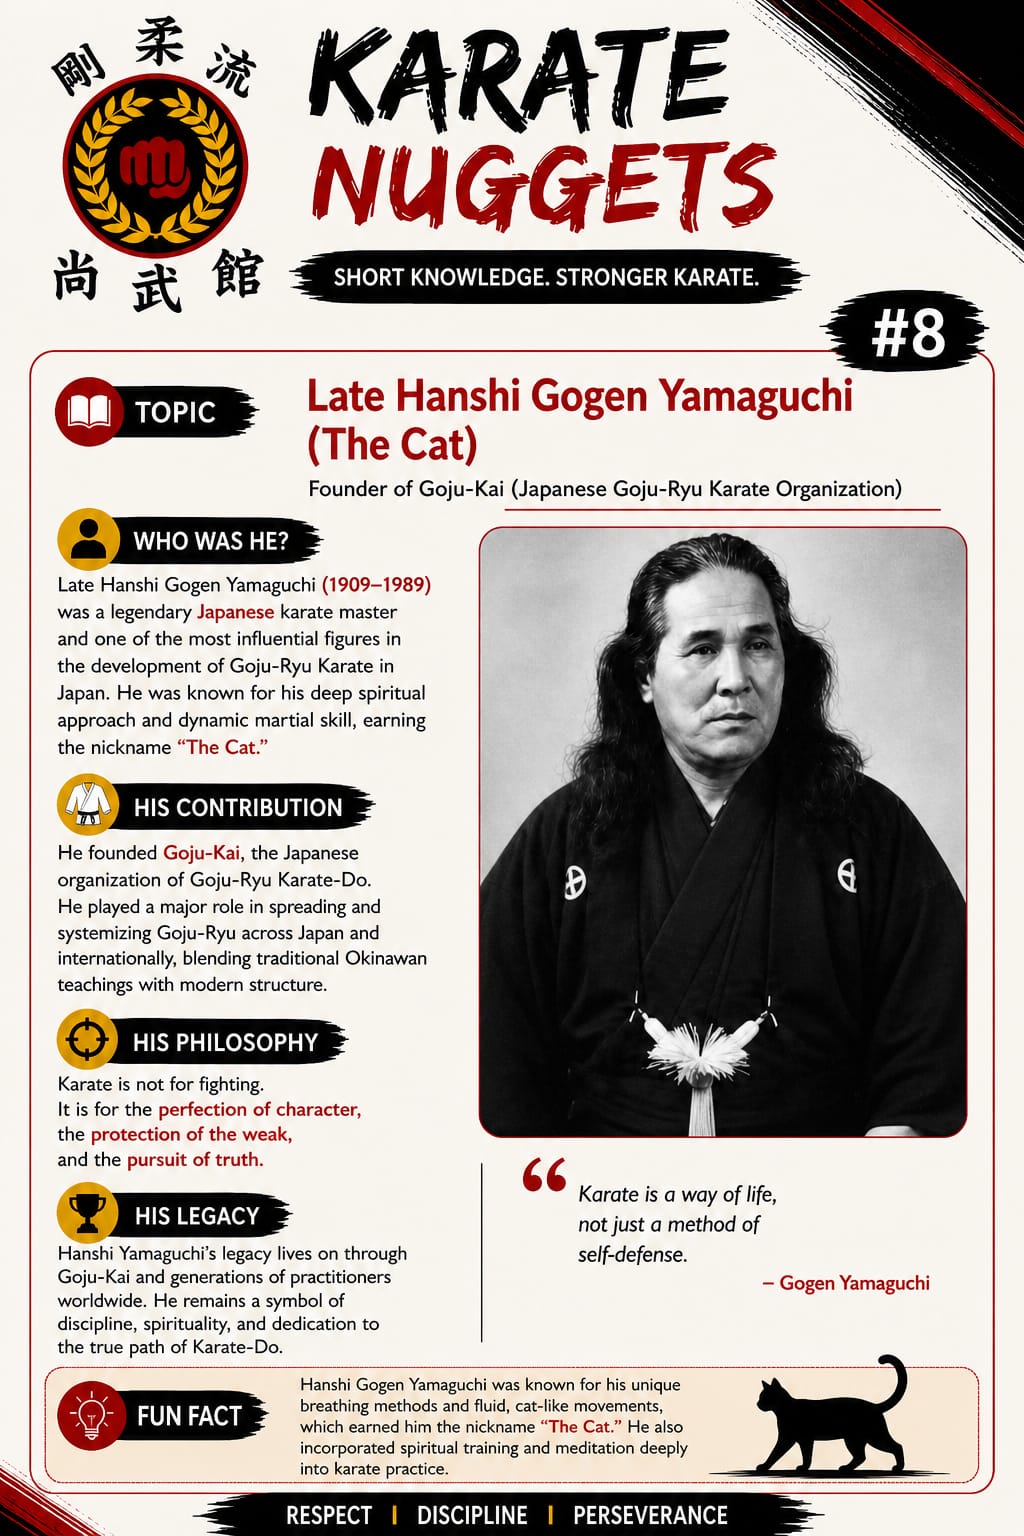 剛 柔 流
尚 武 館
KARATE
NUGGETS
SHORT KNOWLEDGE. STRONGER KARATE.
#8
TOPIC
Late Hanshi Gogen Yamaguchi
(The Cat)
Founder of Goju-Kai (Japanese Goju-Ryu Karate Organization)
WHO WAS HE?
Late Hanshi Gogen Yamaguchi (1909–1989)
was a legendary Japanese karate master
and one of the most influential figures in
the development of Goju-Ryu Karate in
Japan. He was known for his deep spiritual
approach and dynamic martial skill, earning
the nickname “The Cat.”
HIS CONTRIBUTION
He founded Goju-Kai, the Japanese
organization of Goju-Ryu Karate-Do.
He played a major role in spreading and
systemizing Goju-Ryu across Japan and
internationally, blending traditional Okinawan
teachings with modern structure.
HIS PHILOSOPHY
Karate is not for fighting.
It is for the perfection of character,
the protection of the weak,
and the pursuit of truth.
HIS LEGACY
Hanshi Yamaguchi’s legacy lives on through
Goju-Kai and generations of practitioners
worldwide. He remains a symbol of
discipline, spirituality, and dedication to
the true path of Karate-Do.
“
Karate is a way of life,
not just a method of
self-defense.
– Gogen Yamaguchi
FUN FACT
Hanshi Gogen Yamaguchi was known for his unique
breathing methods and fluid, cat-like movements,
which earned him the nickname “The Cat.” He also
incorporated spiritual training and meditation deeply
into karate practice.
RESPECT | DISCIPLINE | PERSEVERANCE